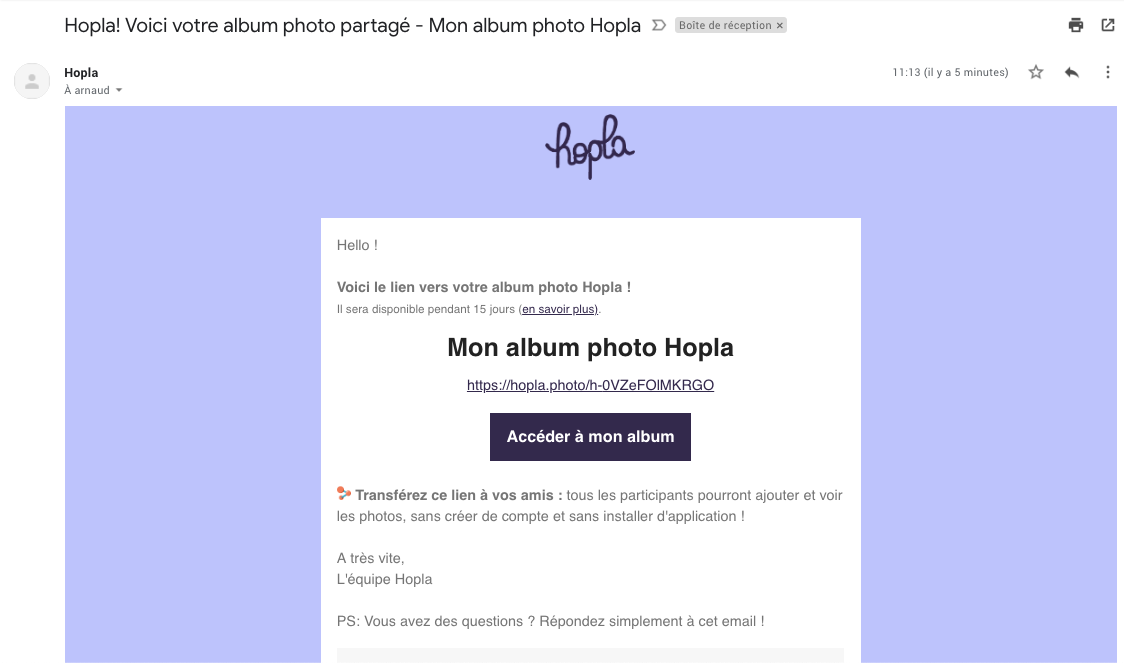 Hopla! Voici votre album photo partagé - Mon album photo Hopla
Boîte de réception ×
Hopla
À arnaud
11:13 (il y a 5 minutes)
hopla
Hello !
Voici le lien vers votre album photo Hopla !
Il sera disponible pendant 15 jours (en savoir plus).
Mon album photo Hopla
https://hopla.photo/h-0VZeFOlMKRGO
Accéder à mon album
Transférez ce lien à vos amis : tous les participants pourront ajouter et voir
les photos, sans créer de compte et sans installer d'application !
A très vite,
L'équipe Hopla
PS: Vous avez des questions ? Répondez simplement à cet email !